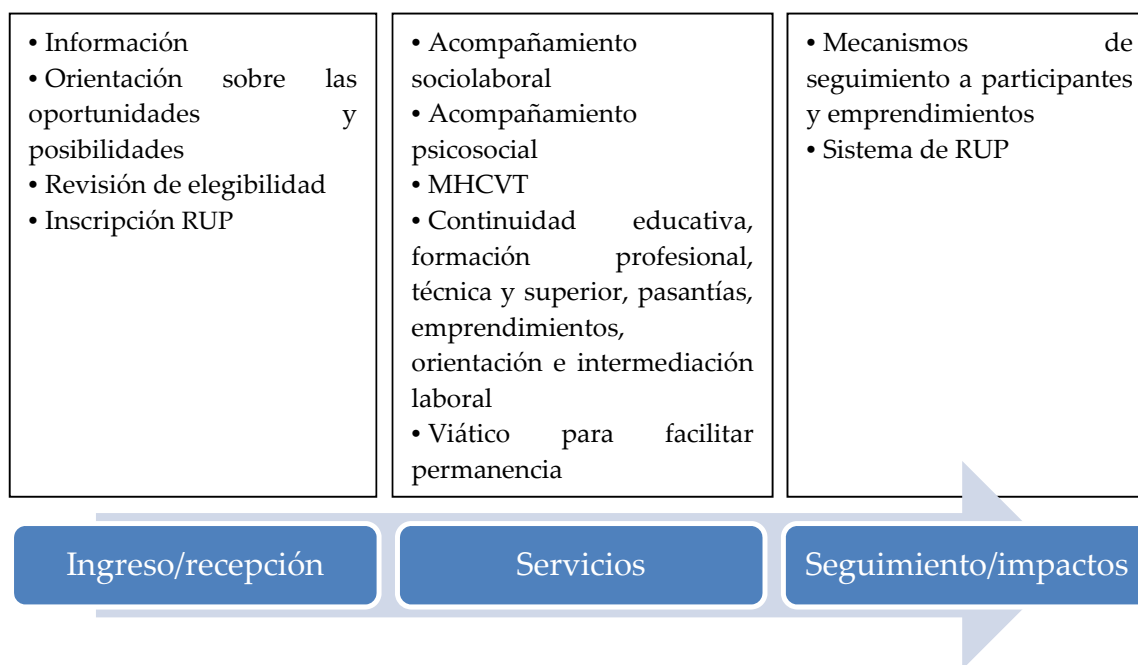 • Información
• Orientación sobre las
oportunidades y
posibilidades
• Revisión de elegibilidad
• Inscripción RUP
• Acompañamiento
sociolaboral
• Acompañamiento
psicosocial
• MHCVT
• Continuidad educativa,
formación profesional,
técnica y superior, pasantías,
emprendimientos,
orientación e intermediación
laboral
• Viático para facilitar
permanencia
• Mecanismos de
seguimiento a participantes
y emprendimientos
• Sistema de RUP
Ingreso/recepción
Servicios
Seguimiento/impactos